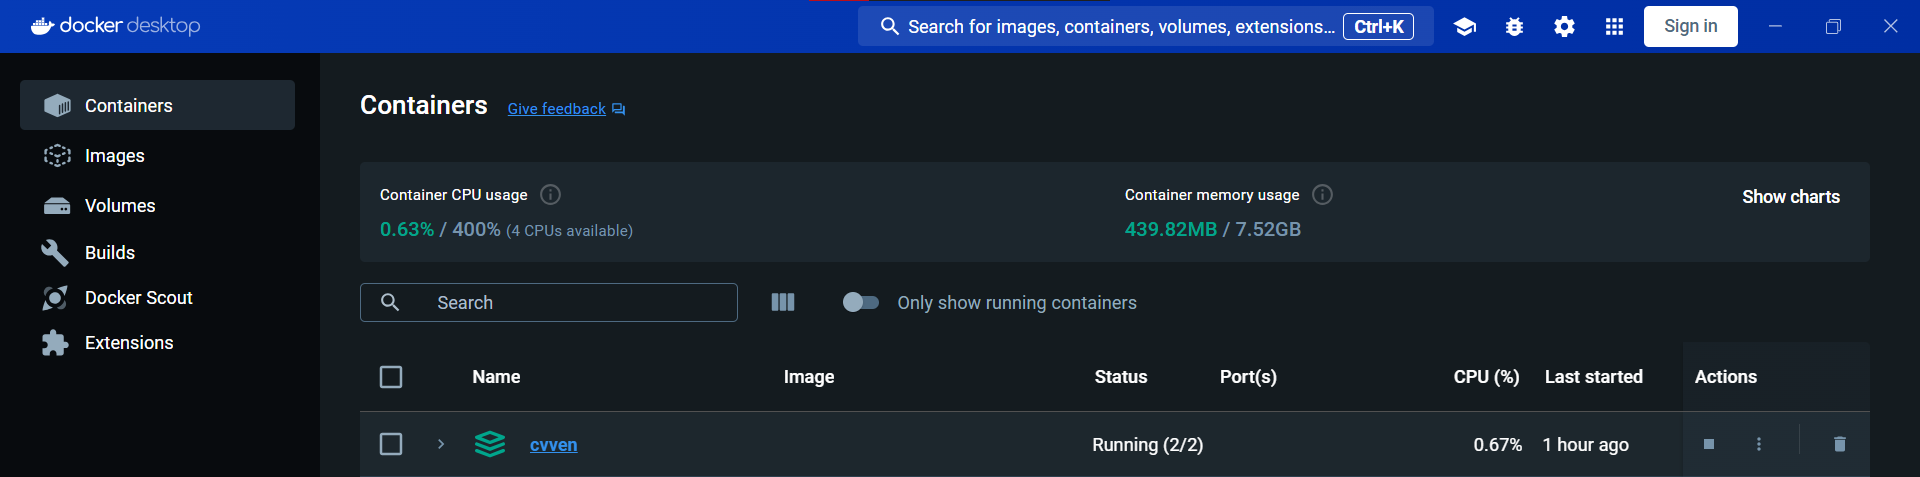 docker desktop
Search for images, containers, volumes, extensions... Ctrl+K
Sign in
Containers
Images
Volumes
Builds
Docker Scout
Extensions
Containers Give feedback
Container CPU usage
0.63% / 400% (4 CPUs available)
Container memory usage
439.82MB / 7.52GB
Show charts
Search
Only show running containers
Name Image Status Port(s) CPU (%) Last started Actions
cvven Running (2/2) 0.67% 1 hour ago